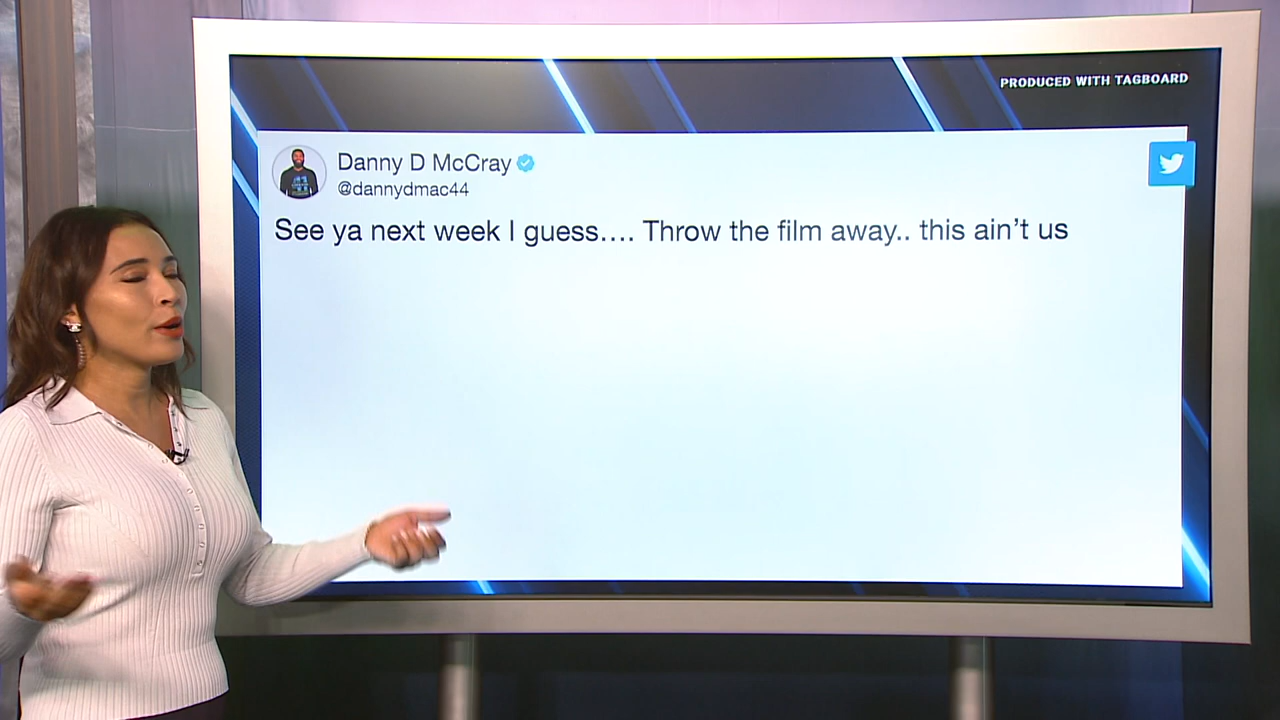 PRODUCED WITH TAGBOARD
Danny D McCray
@dannydmac44
See ya next week I guess.... Throw the film away.. this ain't us